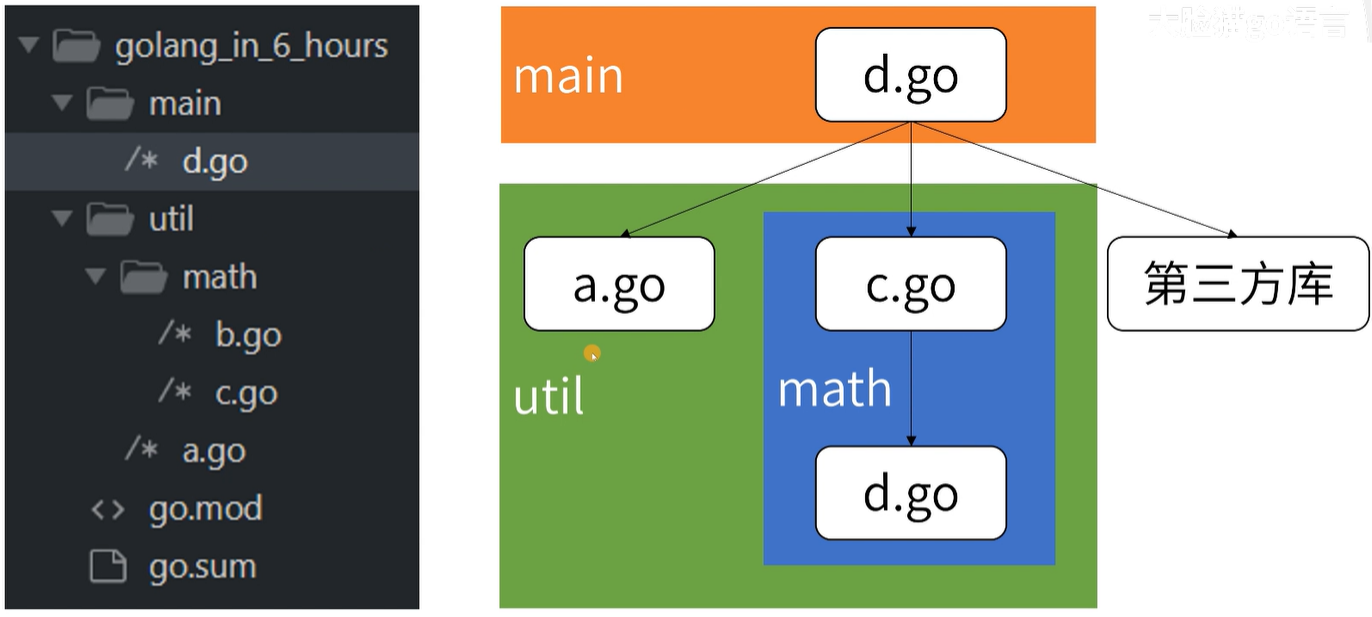 golang_in_6_hours
main
/* d.go
util
math
/* b.go
/* c.go
/* a.go
<> go.mod
go.sum
main
d.go
a.go
c.go
第三方库
util
math
d.go